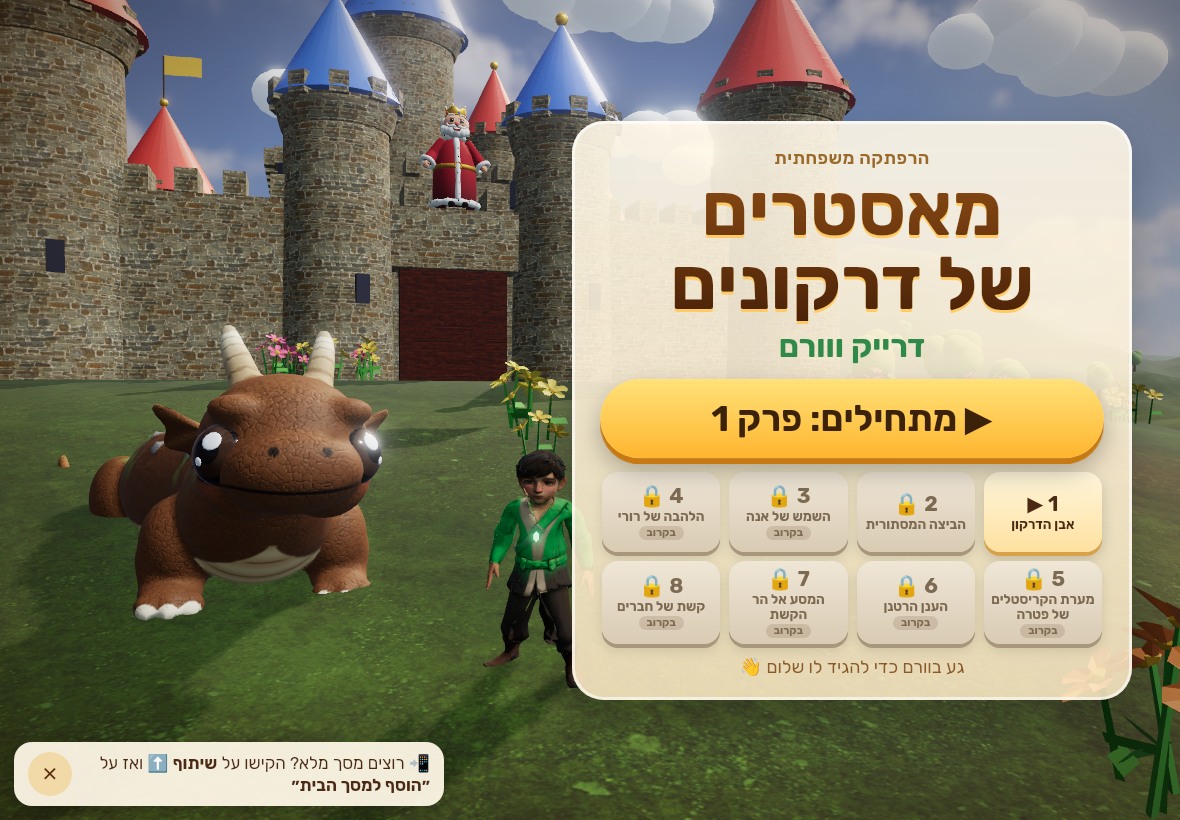 הרפתקה משפחתית
מאסטרים
של דרקונים
דרייק ווורם
▶ מתחילים: פרק 1
1 ▶
אבן הדרקון
2 🔒
הביצה המסתורית
3 🔒
השמש של אנה
בקרוב
4 🔒
הלהבה של רורי
בקרוב
5 🔒
מערת הקריסטלים
של פטרה
בקרוב
6 🔒
הענן הרטגן
בקרוב
7 🔒
המסע אל הר
הקשת
בקרוב
8 🔒
קשת של חברים
בקרוב
גע בוורם כדי להגיד לו שלום 👋
📲 רוצים מסך מלא? הקישו על שיתוף ⬆️ ואז על
״הוסף למסך הבית״
✕